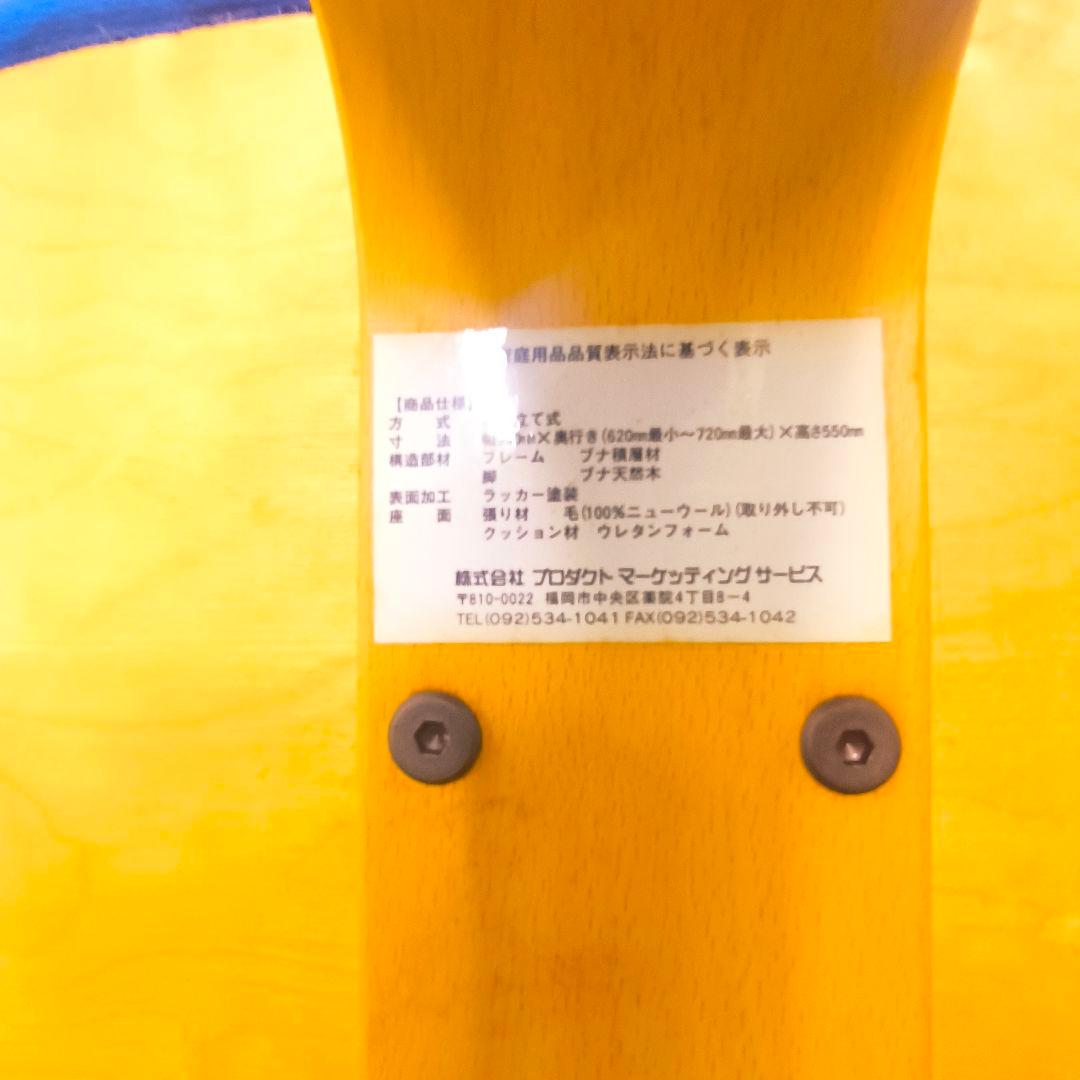 庭用品品質表示法に基づく表示
【商品仕様】
方 式 立て式
寸 法 ×奥行き(620mm最小〜720mm最大)×高さ550mm
構造部材 フレーム ブナ積層材
脚 ブナ天然木
表面加工 ラッカー塗装
座 面 張り材 毛(100%ニューウール)(取り外し不可)
クッション材 ウレタンフォーム
株式会社 プロダクト マーケッティング サービス
〒810-0022 福岡市中央区薬院4丁目8−4
TEL(092)534-1041 FAX(092)534-1042